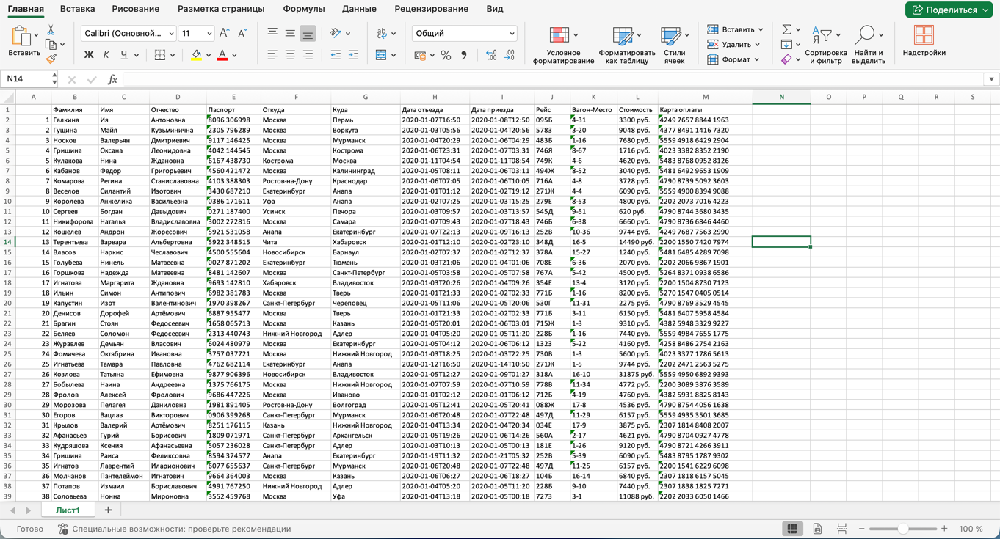 Главная Вставка Рисование Разметка страницы Формулы Данные Рецензирование Вид Поделиться
Calibri (Основной... 11 Общий Вставить Σ
Вставить Ж К Ч % Условное форматирование Форматировать как таблицу Стили ячеек Удалить Формат Сортировка и фильтр Найти и выделить Надстройки
N14 fx
A B C D E F G H I J K L M N O P Q R S
1 Фамилия Имя Отчество Паспорт Откуда Куда Дата отъезда Дата приезда Рейс Вагон-Место Стоимость Карта оплаты
2 1 Галкина Ия Антоновна 8096 306998 Москва Пермь 2020-01-07T16:50 2020-01-08T12:50 095Б 4-31 3300 руб. 4249 7657 8844 1963
3 2 Гущина Майя Кузьминична 2305 796289 Москва Воркута 2020-01-03T05:56 2020-01-04T20:56 5783 3-20 9048 руб. 4377 8491 1416 7320
4 3 Носков Валерьян Дмитриевич 9117 146425 Москва Мурманск 2020-01-04T20:29 2020-01-06T04:29 483Б 1-16 7680 руб. 5559 4918 6429 2904
5 4 Гришина Оксана Леонидовна 4042 144545 Москва Кострома 2020-01-06T23:31 2020-01-07T03:31 746Я 8-67 1716 руб. 4023 3382 8352 2190
6 5 Кулакова Нина Ждановна 6167 438730 Кострома Москва 2020-01-11T04:54 2020-01-11T08:54 749К 4-6 4620 руб. 5483 8768 0952 8126
7 6 Кабанов Федор Григорьевич 4560 421472 Москва Калининград 2020-01-05T08:11 2020-01-06T03:11 494Ж 8-52 3040 руб. 5481 6492 9653 1909
8 7 Комарова Регина Станиславовна 4103 388303 Ростов-на-Дону Краснодар 2020-01-06T07:05 2020-01-06T10:05 716А 4-8 3728 руб. 4790 8739 5092 3603
9 8 Веселов Силантий Изотович 3430 687210 Екатеринбург Анапа 2020-01-01T01:12 2020-01-02T19:12 271Ж 4-4 6090 руб. 5559 4900 8394 9088
10 9 Королева Анжелика Васильевна 0386 171611 Уфа Анапа 2020-01-02T07:25 2020-01-03T15:25 279Е 8-53 4800 руб. 2202 2073 7016 4223
11 10 Сергеев Богдан Давыдович 0271 187400 Усинск Печора 2020-01-03T09:57 2020-01-03T13:57 545Д 9-51 620 руб. 4790 8744 3680 3435
12 11 Никифорова Наталья Владиславовна 3002 272816 Москва Самара 2020-01-07T09:43 2020-01-07T18:43 746Б 6-38 6660 руб. 4790 8736 6846 4460
13 12 Кошелев Андрон Жоресович 5921 531058 Анапа Екатеринбург 2020-01-07T22:13 2020-01-09T16:13 252В 10-36 9744 руб. 4249 7687 7563 2990
14 13 Терентьева Варвара Альбертовна 5922 348515 Чита Хабаровск 2020-01-01T12:10 2020-01-02T23:10 348Д 16-5 14490 руб. 2200 1550 7420 7974
15 14 Власов Наркис Чеславович 4500 555604 Новосибирск Барнаул 2020-01-02T07:37 2020-01-02T12:37 378А 15-27 1240 руб. 5481 6485 4289 7098
16 15 Голубева Нинель Матвеевна 0027 871202 Екатеринбург Тюмень 2020-01-03T21:06 2020-01-04T01:06 708Е 6-36 2070 руб. 2202 2066 9867 1901
17 16 Горшкова Надежда Матвеевна 8481 142607 Москва Санкт-Петербург 2020-01-05T03:58 2020-01-05T07:58 767А 5-42 4500 руб. 5264 8371 0938 6586
18 17 Игнатова Маргарита Ждановна 9693 142810 Хабаровск Владивосток 2020-01-03T20:26 2020-01-04T09:26 354Е 13-4 3120 руб. 2200 1504 8730 7123
19 18 Ильин Симон Антипович 6982 381783 Москва Тверь 2020-01-01T21:33 2020-01-02T02:33 771Б 1-16 8200 руб. 5270 1547 0405 0514
20 19 Капустин Изот Валентинович 1970 398267 Санкт-Петербург Череповец 2020-01-05T11:06 2020-01-05T20:06 530Г 11-31 2275 руб. 4790 8769 3529 4545
21 20 Денисов Дорофей Артёмович 6887 955477 Москва Тверь 2020-01-01T21:33 2020-01-02T02:33 771Б 3-11 6150 руб. 5481 6407 5958 4584
22 21 Брагин Стоян Федосеевич 1658 065713 Москва Казань 2020-01-05T20:01 2020-01-06T03:01 715Ж 1-3 9310 руб. 4382 5948 3329 9227
23 22 Беляев Соломон Федосеевич 2313 440743 Нижний Новгород Адлер 2020-01-04T05:20 2020-01-05T11:20 228Б 1-16 7440 руб. 5559 4984 7655 1775
24 23 Журавлев Демьян Власович 6024 480979 Москва Екатеринбург 2020-01-05T04:12 2020-01-06T06:12 1323 5-22 4160 руб. 4258 8486 2754 2163
25 24 Фомичева Октябрина Ивановна 3757 037721 Москва Нижний Новгород 2020-01-03T18:25 2020-01-03T22:25 730В 1-3 5600 руб. 4023 3377 1786 5613
26 25 Игнатьева Тамара Павловна 4762 682114 Екатеринбург Анапа 2020-01-12T16:50 2020-01-14T10:50 271Ж 1-5 9744 руб. 2202 2471 2563 5275
27 26 Козлова Татьяна Ефимовна 9877 906396 Новосибирск Владивосток 2020-01-05T12:27 2020-01-09T01:27 318А 16-10 31875 руб. 5559 4950 6892 9393
28 27 Бобылева Наина Андреевна 1375 766175 Москва Нижний Новгород 2020-01-07T07:59 2020-01-07T10:59 778В 11-34 4772 руб. 2200 3089 3876 3589
29 28 Фролов Алексей Фролович 9686 447226 Москва Иваново 2020-01-01T02:12 2020-01-01T06:12 712Б 4-19 4760 руб. 4382 5931 8825 8143
30 29 Морозова Пелагея Даниловна 1981 891405 Ростов-на-Дону Волгоград 2020-01-05T12:41 2020-01-05T20:41 088Ж 17-8 4536 руб. 4790 8754 4056 1638
31 30 Егоров Вацлав Викторович 0906 399268 Санкт-Петербург Мурманск 2020-01-06T20:48 2020-01-07T22:48 497Д 11-29 6157 руб. 5559 4935 3501 3685
32 31 Крылов Валерий Артёмович 8251 176115 Казань Нижний Новгород 2020-01-04T13:34 2020-01-04T20:34 034Е 17-9 3875 руб. 2307 1814 8408 2007
33 32 Афанасьев Гурий Борисович 1809 071971 Санкт-Петербург Архангельск 2020-01-05T19:26 2020-01-06T14:26 560А 2-17 4621 руб. 4790 8704 0927 4778
34 33 Кудряшова Ксения Афанасьевна 5057 236028 Санкт-Петербург Адлер 2020-01-03T10:13 2020-01-05T00:13 181Е 1-26 9120 руб. 4790 8721 4266 3911
35 34 Гришина Раиса Феликсовна 8594 374577 Анапа Екатеринбург 2020-01-19T11:32 2020-01-21T05:32 252В 5-39 6090 руб. 5483 8795 1787 9302
36 35 Игнатов Лаврентий Иларионович 6077 655637 Санкт-Петербург Мурманск 2020-01-06T20:48 2020-01-07T22:48 497Д 11-25 6157 руб. 2200 1541 6229 6098
37 36 Молчанов Пантелеймон Игнатович 9664 364003 Москва Казань 2020-01-06T06:27 2020-01-06T18:27 104Б 16-14 6840 руб. 2307 1818 6157 5045
38 37 Потапов Измаил Бориславович 4991 767250 Нижний Новгород Адлер 2020-01-04T05:20 2020-01-05T11:20 228Б 9-10 7440 руб. 2307 1838 1825 7271
39 38 Соловьева Нонна Мироновна 3552 459768 Москва Уфа 2020-01-04T13:18 2020-01-05T00:18 7273 3-1 11088 руб. 2202 2033 6050 1466
Лист1 +
Готово Специальные возможности: проверьте рекомендации 100 %